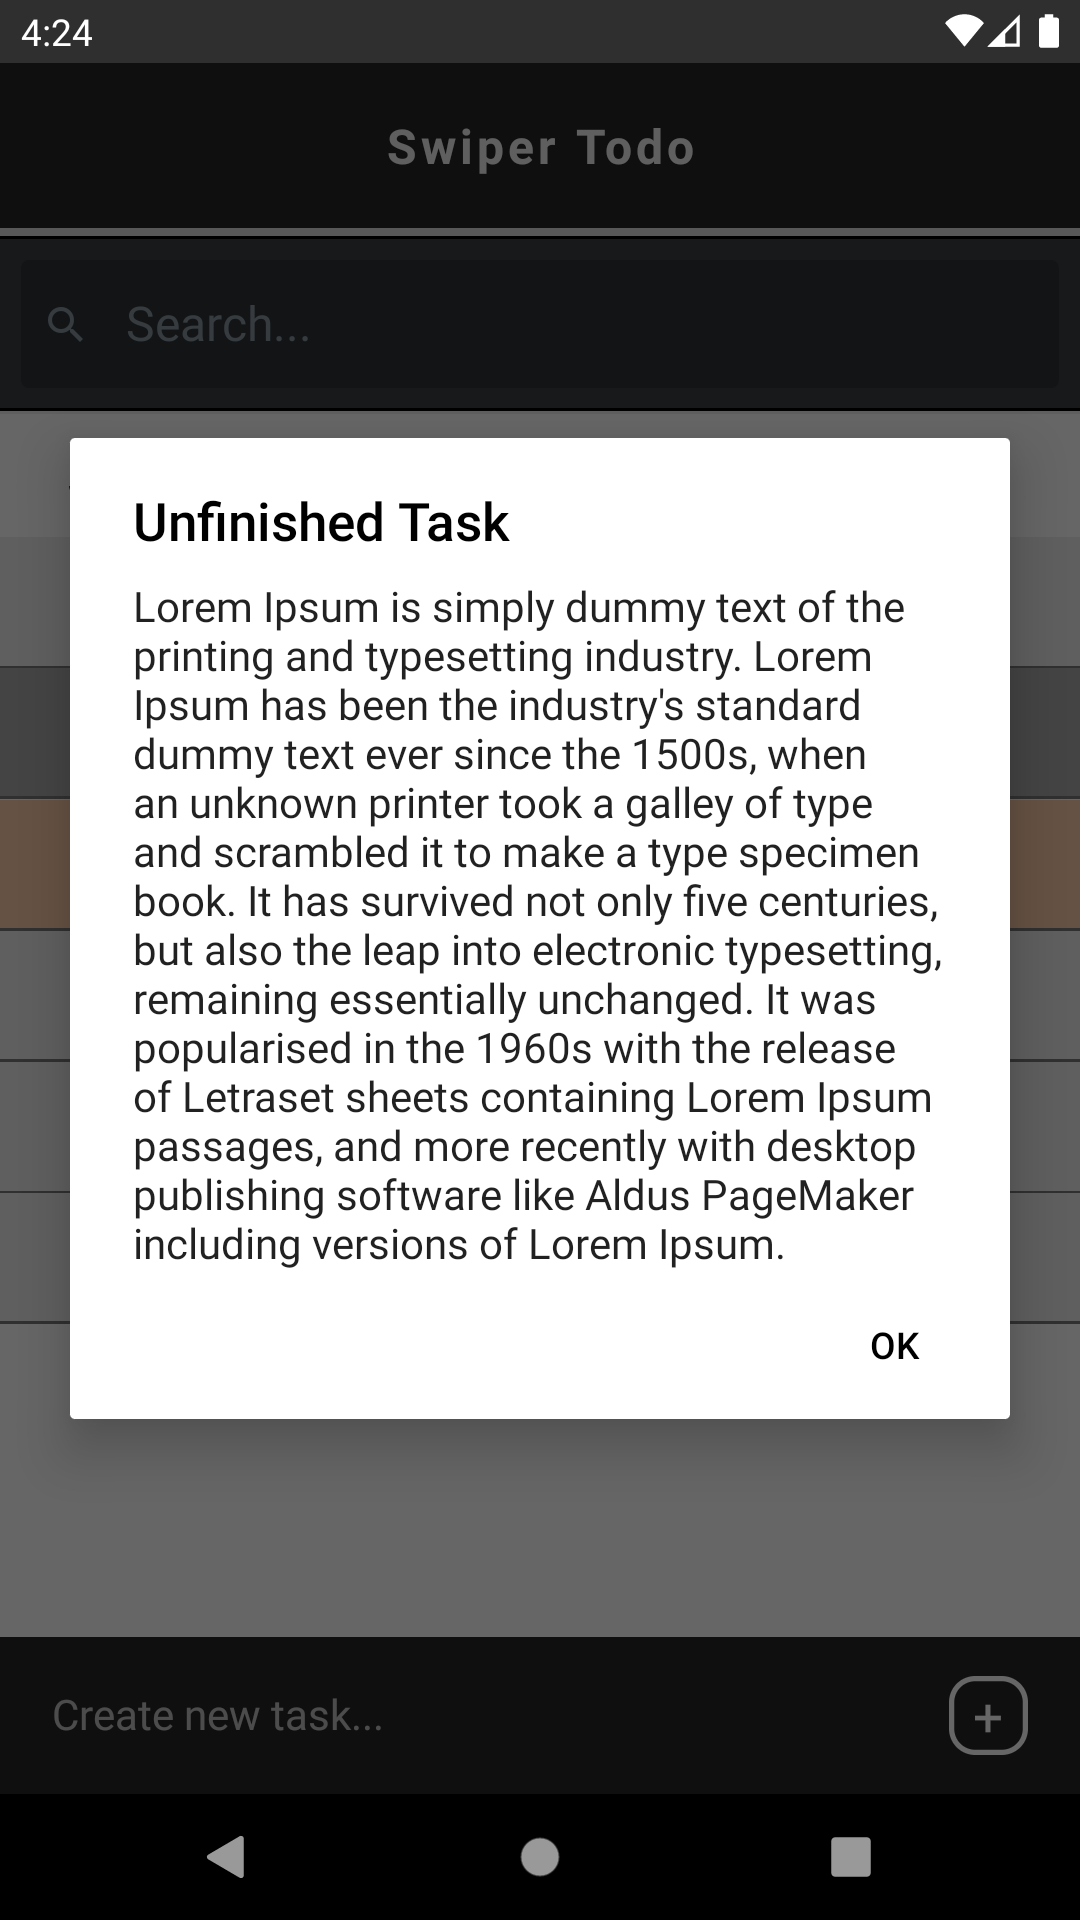 4:24
Swiper Todo
Search...
Unfinished Task
Lorem Ipsum is simply dummy text of the
printing and typesetting industry. Lorem
Ipsum has been the industry's standard
dummy text ever since the 1500s, when
an unknown printer took a galley of type
and scrambled it to make a type specimen
book. It has survived not only five centuries,
but also the leap into electronic typesetting,
remaining essentially unchanged. It was
popularised in the 1960s with the release
of Letraset sheets containing Lorem Ipsum
passages, and more recently with desktop
publishing software like Aldus PageMaker
including versions of Lorem Ipsum.
OK
Create new task...
+